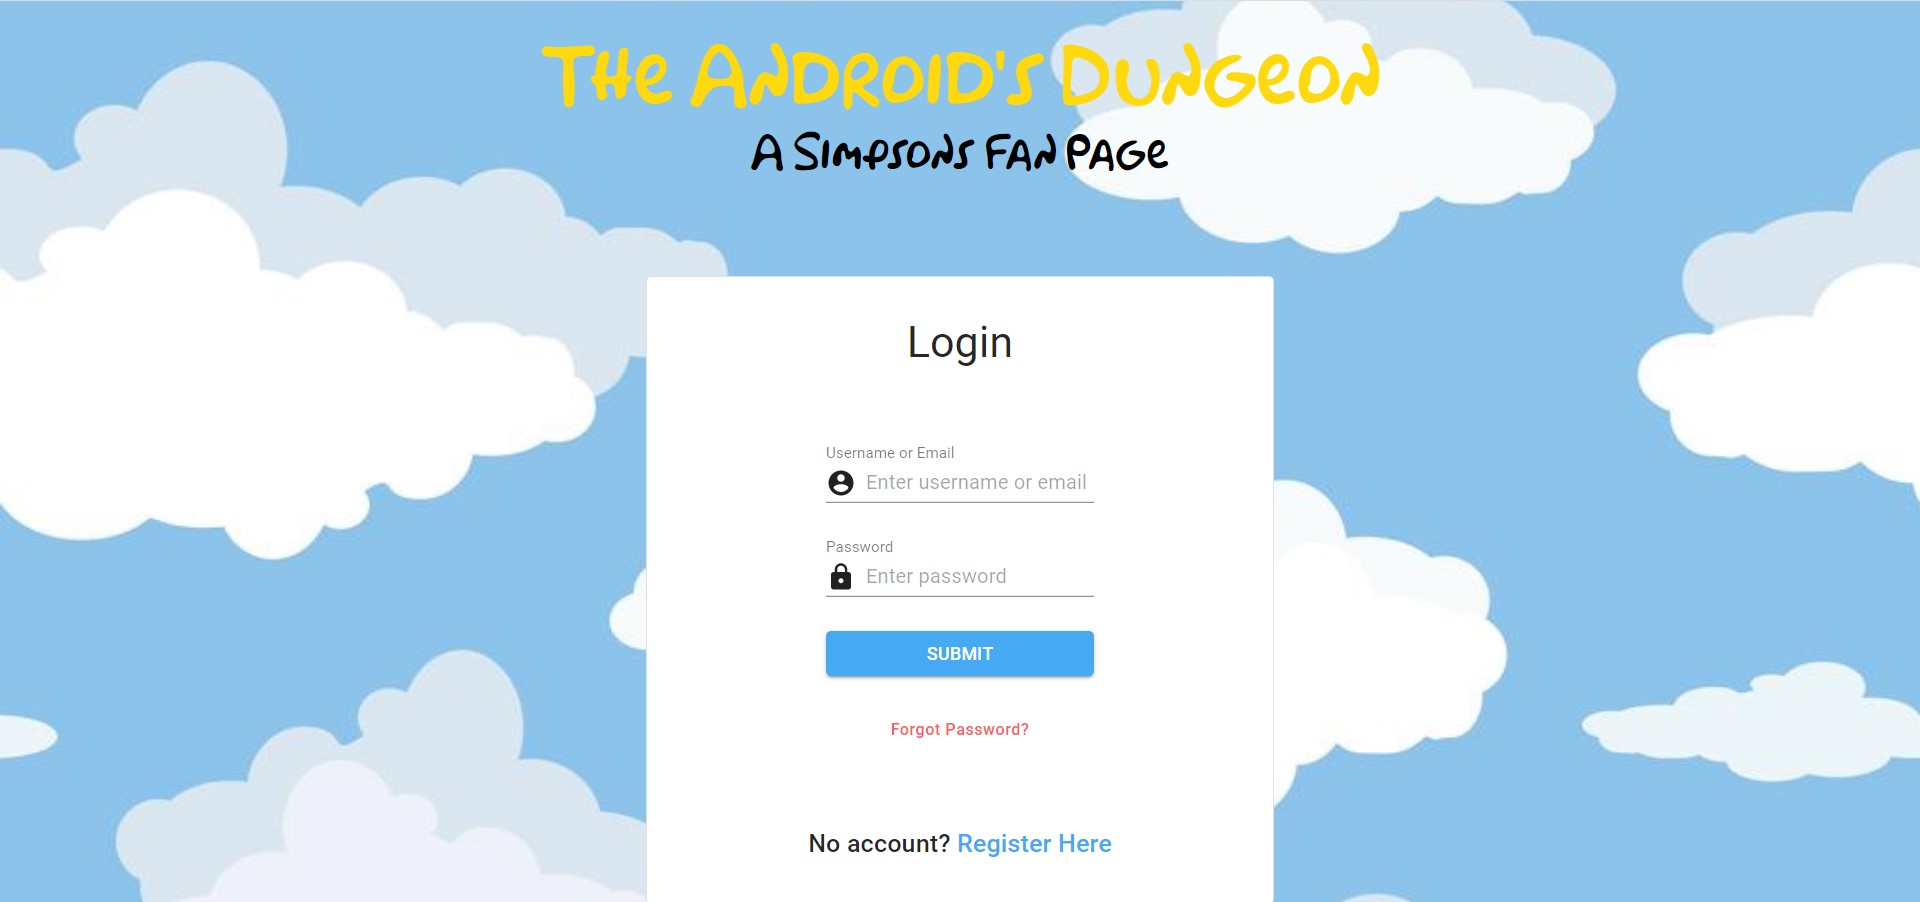 The Android's Dungeon
A Simpsons Fan Page
Login
Username or Email
Enter username or email
Password
Enter password
SUBMIT
Forgot Password?
No account? Register Here